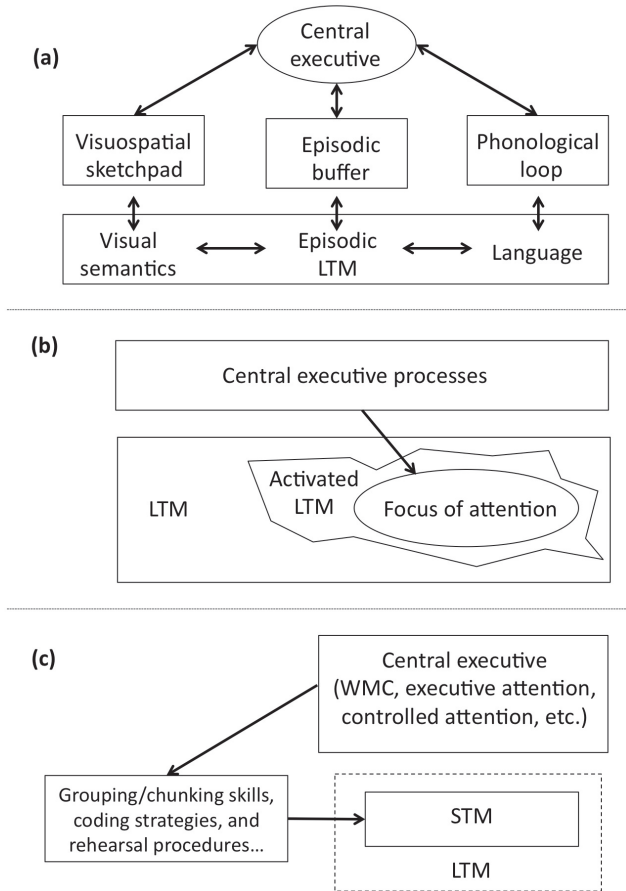 (a)
Central
executive
Visuospatial
sketchpad
Episodic
buffer
Phonological
loop
Visual
semantics
Episodic
LTM
Language
(b)
Central executive processes
LTM
Activated
LTM
Focus of attention
(c)
Central executive
(WMC, executive attention,
controlled attention, etc.)
Grouping/chunking skills,
coding strategies, and
rehearsal procedures...
STM
LTM